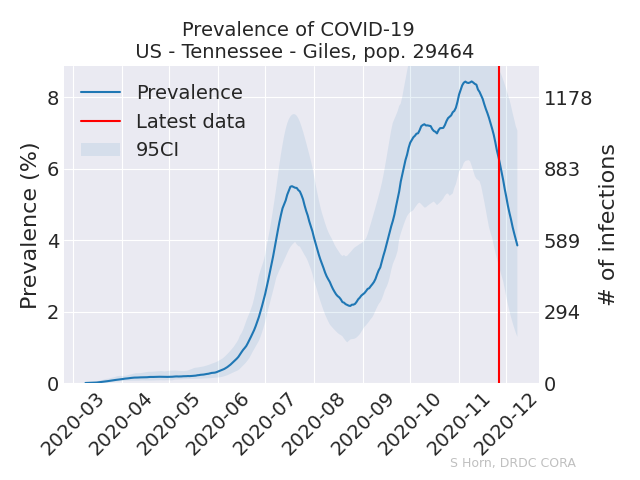 Prevalence of COVID-19
US - Tennessee - Giles, pop. 29464
Prevalence
Latest data
95CI
Prevalence (%)
8
6
4
2
0
1178
883
589
294
0
# of infections
2020-03
2020-04
2020-05
2020-06
2020-07
2020-08
2020-09
2020-10
2020-11
2020-12
S Horn, DRDC CORA